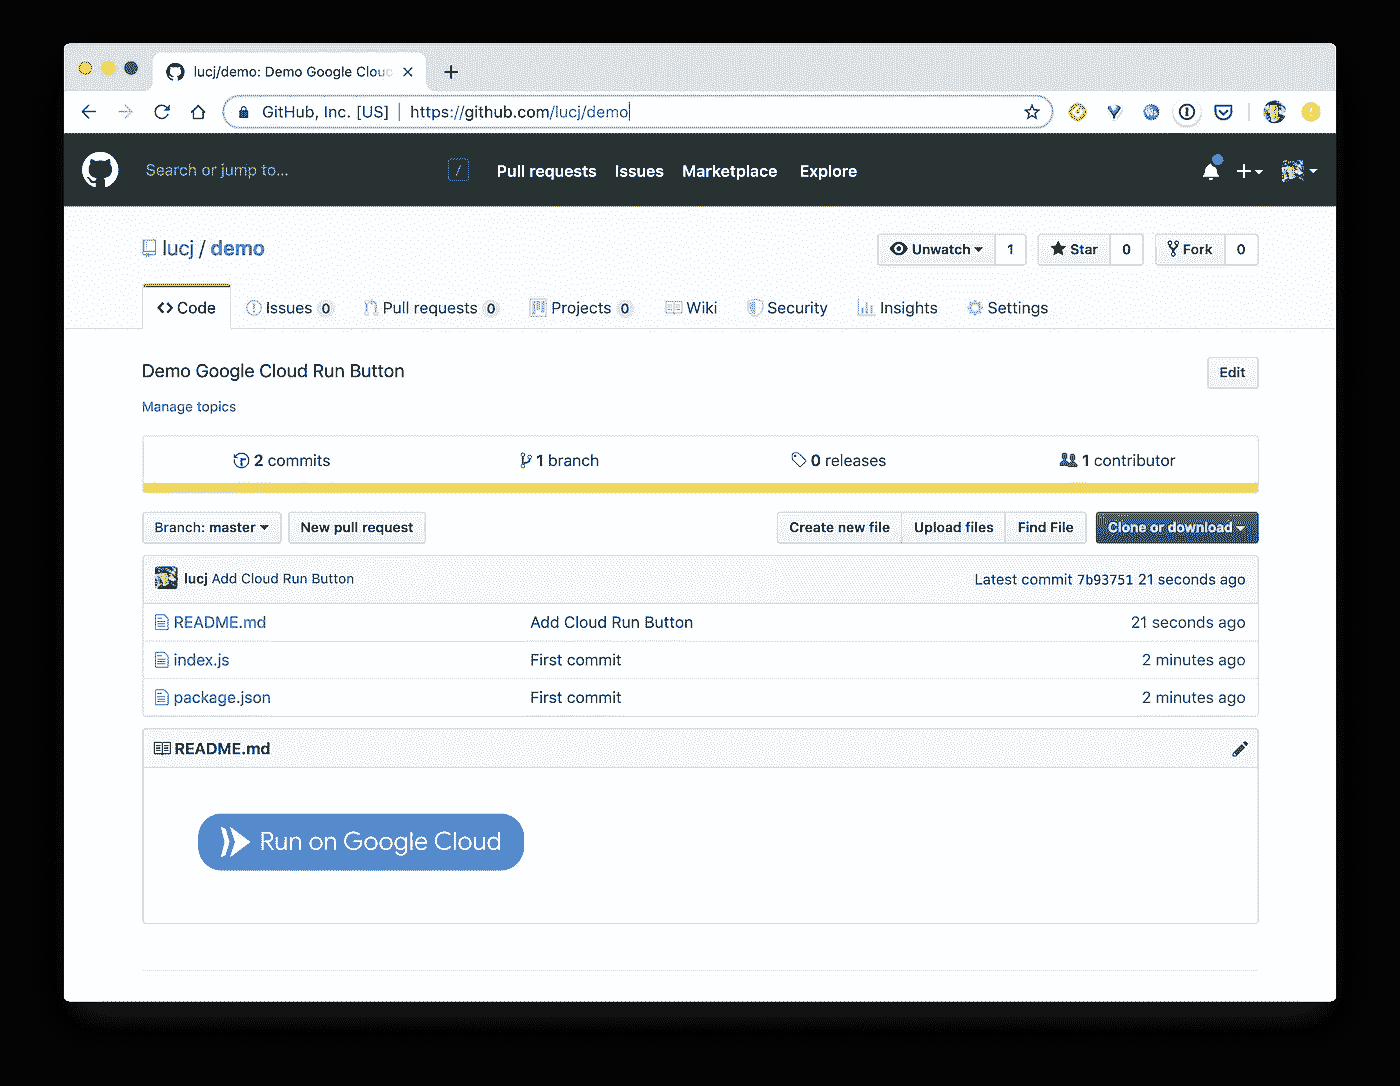 lucj/demo: Demo Google Clou
GitHub, Inc. [US] | https://github.com/lucj/demo
Search or jump to... / Pull requests Issues Marketplace Explore
lucj / demo Unwatch 1 Star 0 Fork 0
Code Issues 0 Pull requests 0 Projects 0 Wiki Security Insights Settings
Demo Google Cloud Run Button Edit
Manage topics
2 commits 1 branch 0 releases 1 contributor
Branch: master New pull request Create new file Upload files Find File Clone or download
lucj Add Cloud Run Button Latest commit 7b93751 21 seconds ago
README.md Add Cloud Run Button 21 seconds ago
index.js First commit 2 minutes ago
package.json First commit 2 minutes ago
README.md
Run on Google Cloud